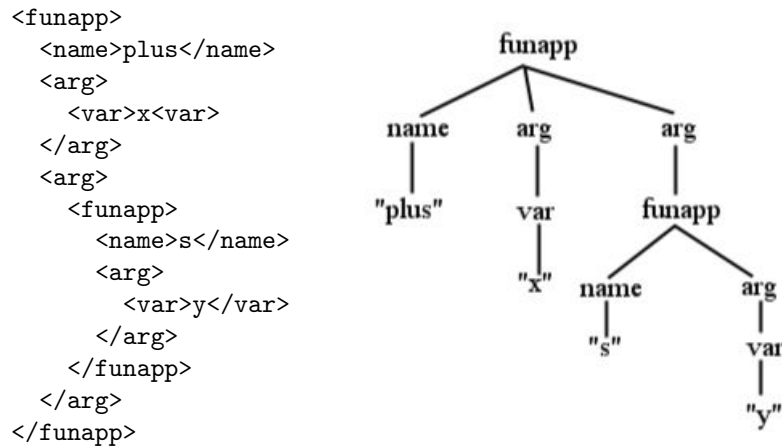 <funapp>
  <name>plus</name>
  <arg>
    <var>x<var>
  </arg>
  <arg>
    <funapp>
      <name>s</name>
      <arg>
        <var>y</var>
      </arg>
    </funapp>
  </arg>
</funapp>
funapp
name arg arg
"plus" var funapp
"x" name arg
"s" var
"y"